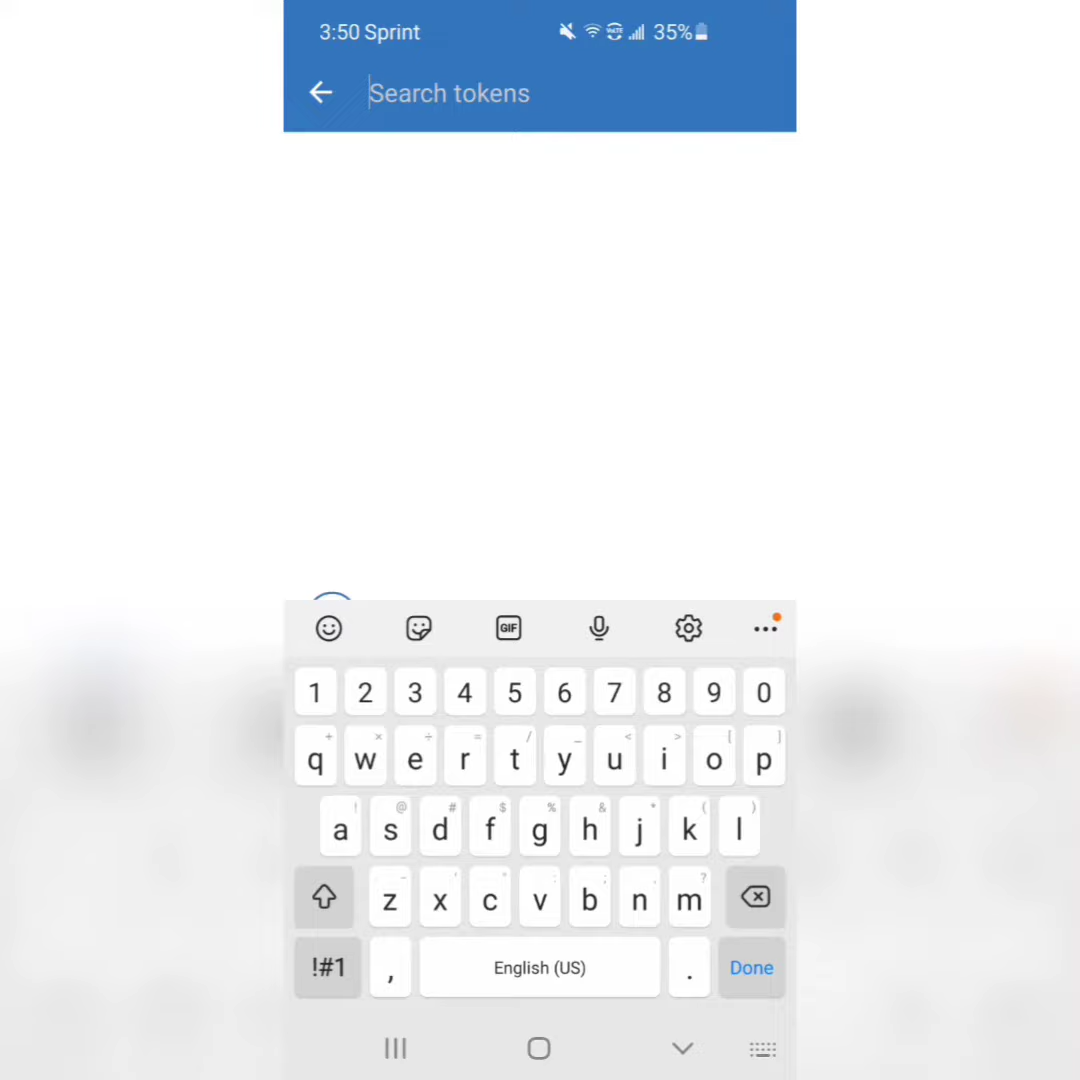 3:50 Sprint 35%
Search tokens
GIF
1 2 3 4 5 6 7 8 9 0
+ × ÷ = / _ < > [ ]
q w e r t y u i o p
! @ # $ % & * ( )
a s d f g h j k l
- ' " : ; , ?
z x c v b n m
!#1 , English (US) . Done